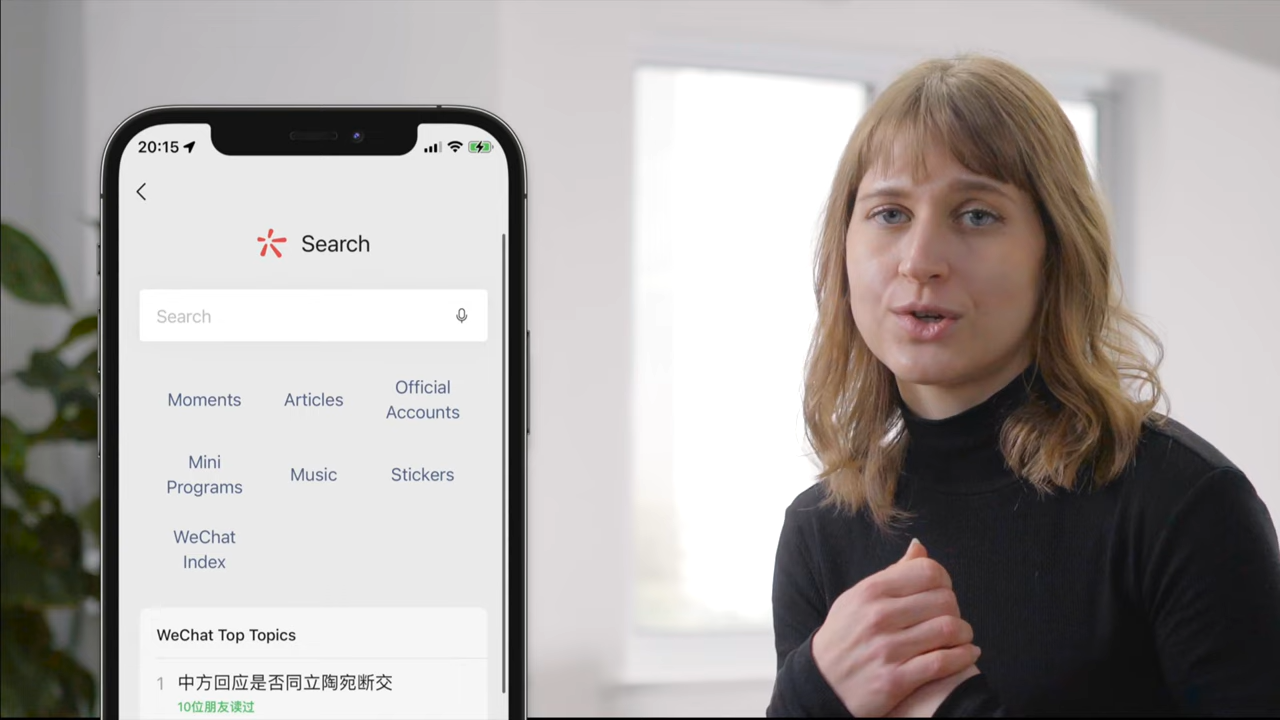 20:15
Search
Search
Moments
Articles
Official
Accounts
Mini
Programs
Music
Stickers
WeChat
Index
WeChat Top Topics
1 中方回应是否同立陶宛断交
10位朋友读过